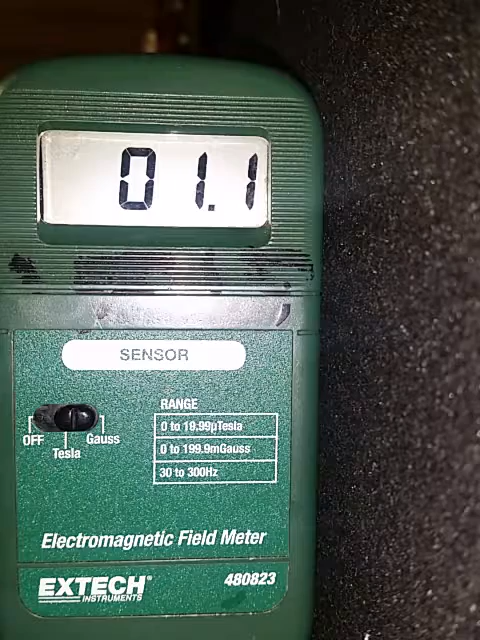 01.1
SENSOR
OFF
Tesla
Gauss
RANGE
0 to 19.99µTesla
0 to 199.9mGauss
30 to 300Hz
Electromagnetic Field Meter
EXTECH®
INSTRUMENTS
480823